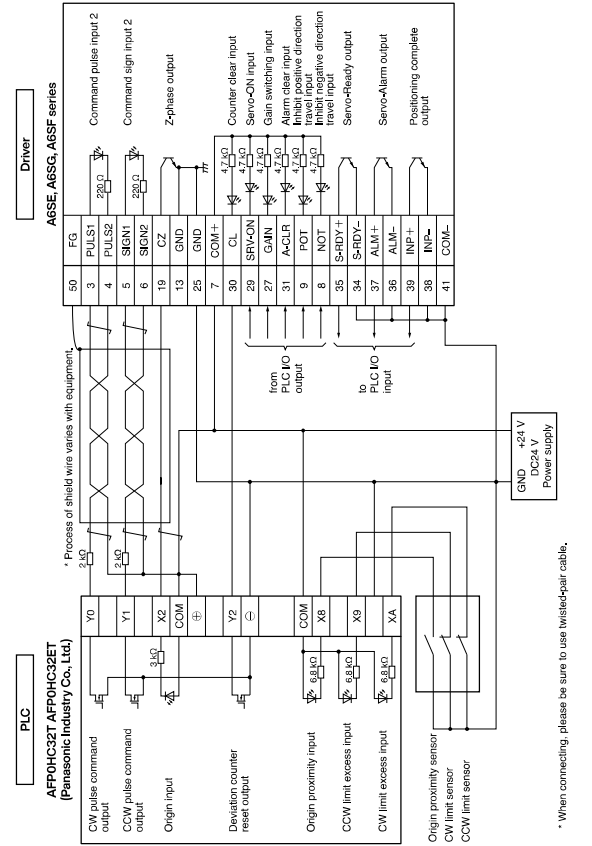 PLC
AFP0HC32T AFP0HC32ET
(Panasonic Industry Co., Ltd.)
Driver
A6SE, A6SG, A6SF series
* Process of shield wire varies with equipment.
CW pulse command
output
CCW pulse command
output
Origin input
Deviation counter
reset output
Origin proximity input
CCW limit excess input
CW limit excess input
Origin proximity sensor
CW limit sensor
CCW limit sensor
3 kΩ
6.8 kΩ
6.8 kΩ
6.8 kΩ
Y0
Y1
X2
COM
⊕
Y2
⊖
COM
X8
X9
XA
2 kΩ
2 kΩ
from
PLC I/O
output
to
PLC I/O
input
GND +24 V
DC24 V
Power supply
50 FG
3 PULS1
4 PULS2
5 SIGN1
6 SIGN2
19 CZ
13 GND
25 GND
7 COM+
30 CL
29 SRV-ON
27 GAIN
31 A-CLR
9 POT
8 NOT
35 S-RDY+
34 S-RDY-
37 ALM+
36 ALM-
39 INP+
38 INP-
41 COM-
220 Ω
220 Ω
4.7 kΩ
4.7 kΩ
4.7 kΩ
4.7 kΩ
4.7 kΩ
4.7 kΩ
Command pulse input 2
Command sign input 2
Z-phase output
Counter clear input
Servo-ON input
Gain switching input
Alarm clear input
Inhibit positive direction
travel input
Inhibit negative direction
travel input
Servo-Ready output
Servo-Alarm output
Positioning complete
output
* When connecting, please be sure to use twisted-pair cable.